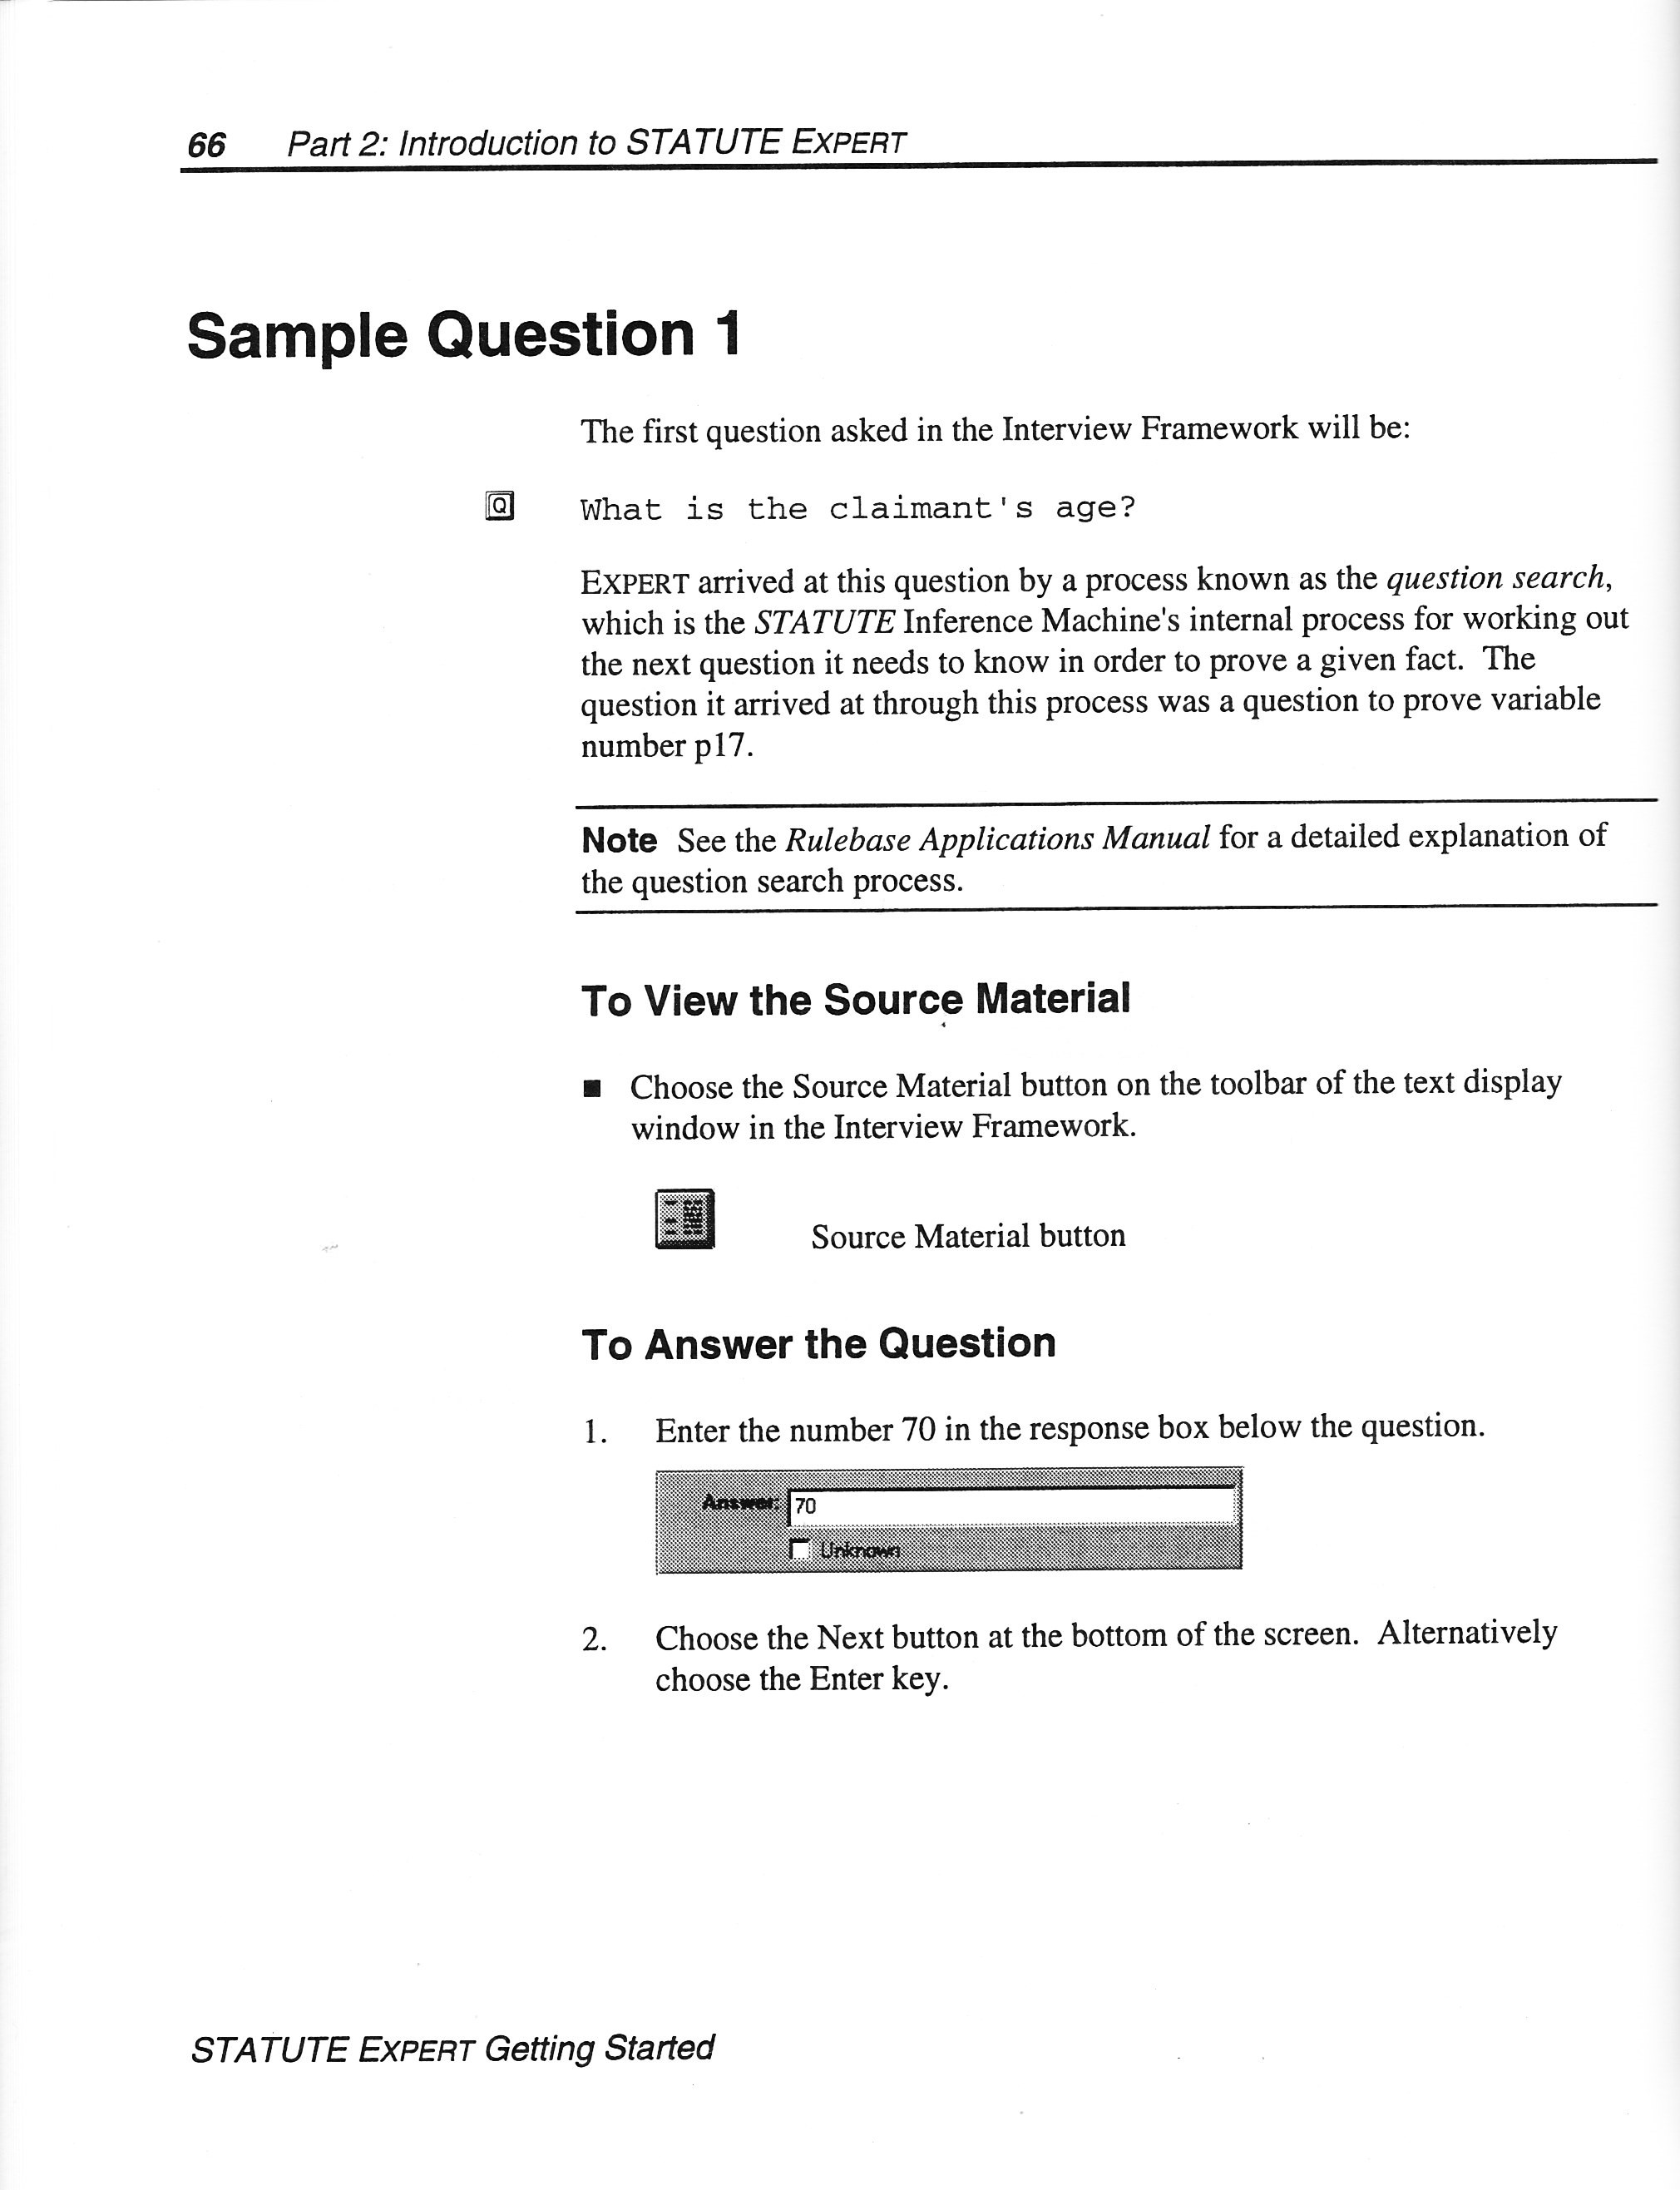 66 Part 2: Introduction to STATUTE EXPERT
Sample Question 1
The first question asked in the Interview Framework will be:
Q What is the claimant's age?
EXPERT arrived at this question by a process known as the question search,
which is the STATUTE Inference Machine's internal process for working out
the next question it needs to know in order to prove a given fact. The
question it arrived at through this process was a question to prove variable
number p17.
Note See the Rulebase Applications Manual for a detailed explanation of
the question search process.
To View the Source Material
■ Choose the Source Material button on the toolbar of the text display
window in the Interview Framework.
Source Material button
To Answer the Question
1. Enter the number 70 in the response box below the question.
Answer: 70
Unknown
2. Choose the Next button at the bottom of the screen. Alternatively
choose the Enter key.
STATUTE EXPERT Getting Started